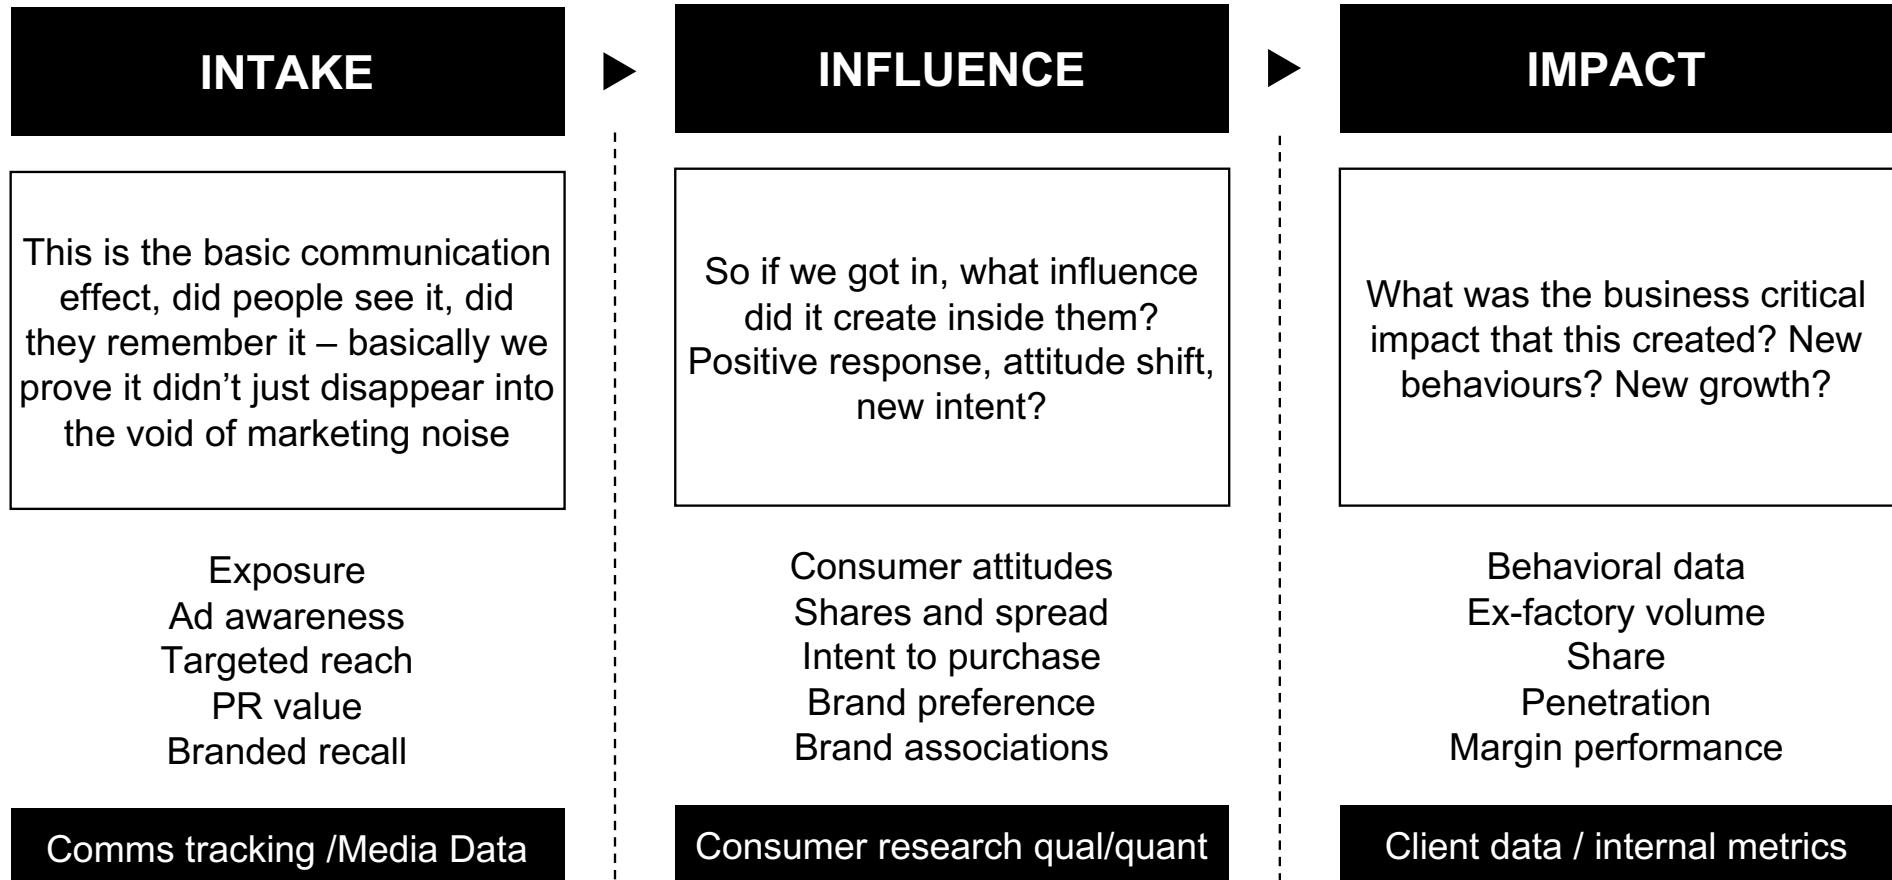 INTAKE
This is the basic communication
effect, did people see it, did
they remember it – basically we
prove it didn’t just disappear into
the void of marketing noise
Exposure
Ad awareness
Targeted reach
PR value
Branded recall
Comms tracking /Media Data
INFLUENCE
So if we got in, what influence
did it create inside them?
Positive response, attitude shift,
new intent?
Consumer attitudes
Shares and spread
Intent to purchase
Brand preference
Brand associations
Consumer research qual/quant
IMPACT
What was the business critical
impact that this created? New
behaviours? New growth?
Behavioral data
Ex-factory volume
Share
Penetration
Margin performance
Client data / internal metrics